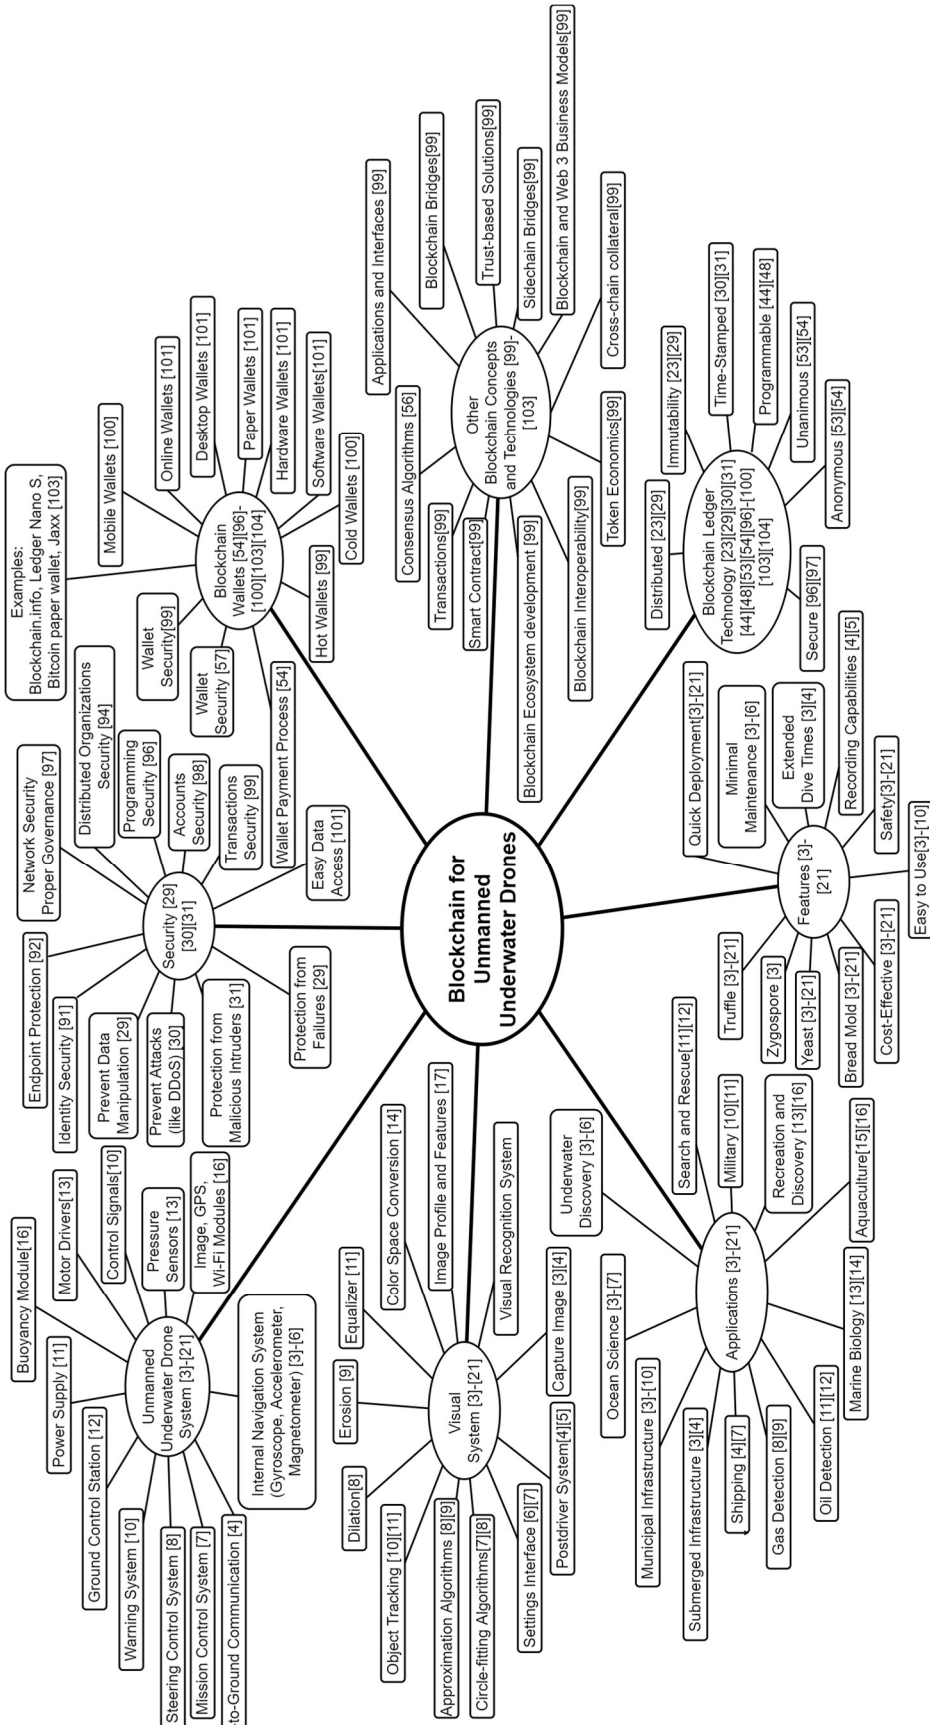 Blockchain for
Unmanned
Underwater Drones
Unmanned
Underwater Drone
System [3]-[21]
Buoyancy Module[16]
Motor Drivers[13]
Control Signals[10]
Pressure
Sensors [13]
Image, GPS,
Wi-Fi Modules [16]
Internal Navigation System
(Gyroscope, Accelerometer,
Magnetometer) [3]-[6]
Power Supply [11]
Ground Control Station [12]
Warning System [10]
Steering Control System [8]
Mission Control System [7]
-to-Ground Communication [4]
Security [29]
[30][31]
Endpoint Protection [92]
Identity Security [91]
Prevent Data
Manipulation [29]
Prevent Attacks
(like DDoS) [30]
Protection from
Malicious Intruders [31]
Protection from
Failures [29]
Network Security
Proper Governance [97]
Distributed Organizations
Security [94]
Programming
Security [96]
Accounts
Security [98]
Transactions
Security [99]
Easy Data
Access [101]
Blockchain
Wallets [54][96]-
[100][103][104]
Examples:
Blockchain.info, Ledger Nano S,
Bitcoin paper wallet, Jaxx [103]
Wallet
Security[99]
Wallet
Security [57]
Wallet Payment Process [54]
Mobile Wallets [100]
Online Wallets [101]
Desktop Wallets [101]
Paper Wallets [101]
Hardware Wallets [101]
Software Wallets[101]
Cold Wallets [100]
Hot Wallets [99]
Visual
System [3]-[21]
Color Space Conversion [14]
Image Profile and Features [17]
Visual Recognition System
Equalizer [11]
Erosion [9]
Dilation[8]
Object Tracking [10][11]
Approximation Algorithms [8][9]
Circle-fitting Algorithms[7][8]
Settings Interface [6][7]
Postdriver System[4][5]
Capture Image [3][4]
Other
Blockchain Concepts
and Technologies [99]-
[103]
Applications and Interfaces [99]
Blockchain Bridges[99]
Trust-based Solutions[99]
Sidechain Bridges[99]
Blockchain and Web 3 Business Models[99]
Cross-chain collateral[99]
Token Economics[99]
Consensus Algorithms [56]
Transactions[99]
Smart Contract[99]
Blockchain Ecosystem development [99]
Blockchain Interoperability[99]
Applications [3]-[21]
Underwater
Discovery [3]-[6]
Ocean Science [3]-[7]
Municipal Infrastructure [3]-[10]
Submerged Infrastructure [3][4]
Shipping [4][7]
Gas Detection [8][9]
Oil Detection [11][12]
Marine Biology [13][14]
Aquaculture[15][16]
Recreation and
Discovery [13][16]
Military [10][11]
Search and Rescue[11][12]
Features [3]-
[21]
Truffle [3]-[21]
Zygospore [3]
Yeast [3]-[21]
Bread Mold [3]-[21]
Cost-Effective [3]-[21]
Easy to Use[3]-[10]
Safety[3]-[21]
Recording Capabilities [4][5]
Extended
Dive Times [3][4]
Minimal
Maintenance [3]-[6]
Quick Deployment[3]-[21]
Blockchain Ledger
Technology [23][29][30][31]
[44][48][53][54][96]-[100]
[103][104]
Distributed [23][29]
Immutability [23][29]
Time-Stamped [30][31]
Programmable [44][48]
Unanimous [53][54]
Anonymous [53][54]
Secure [96][97]